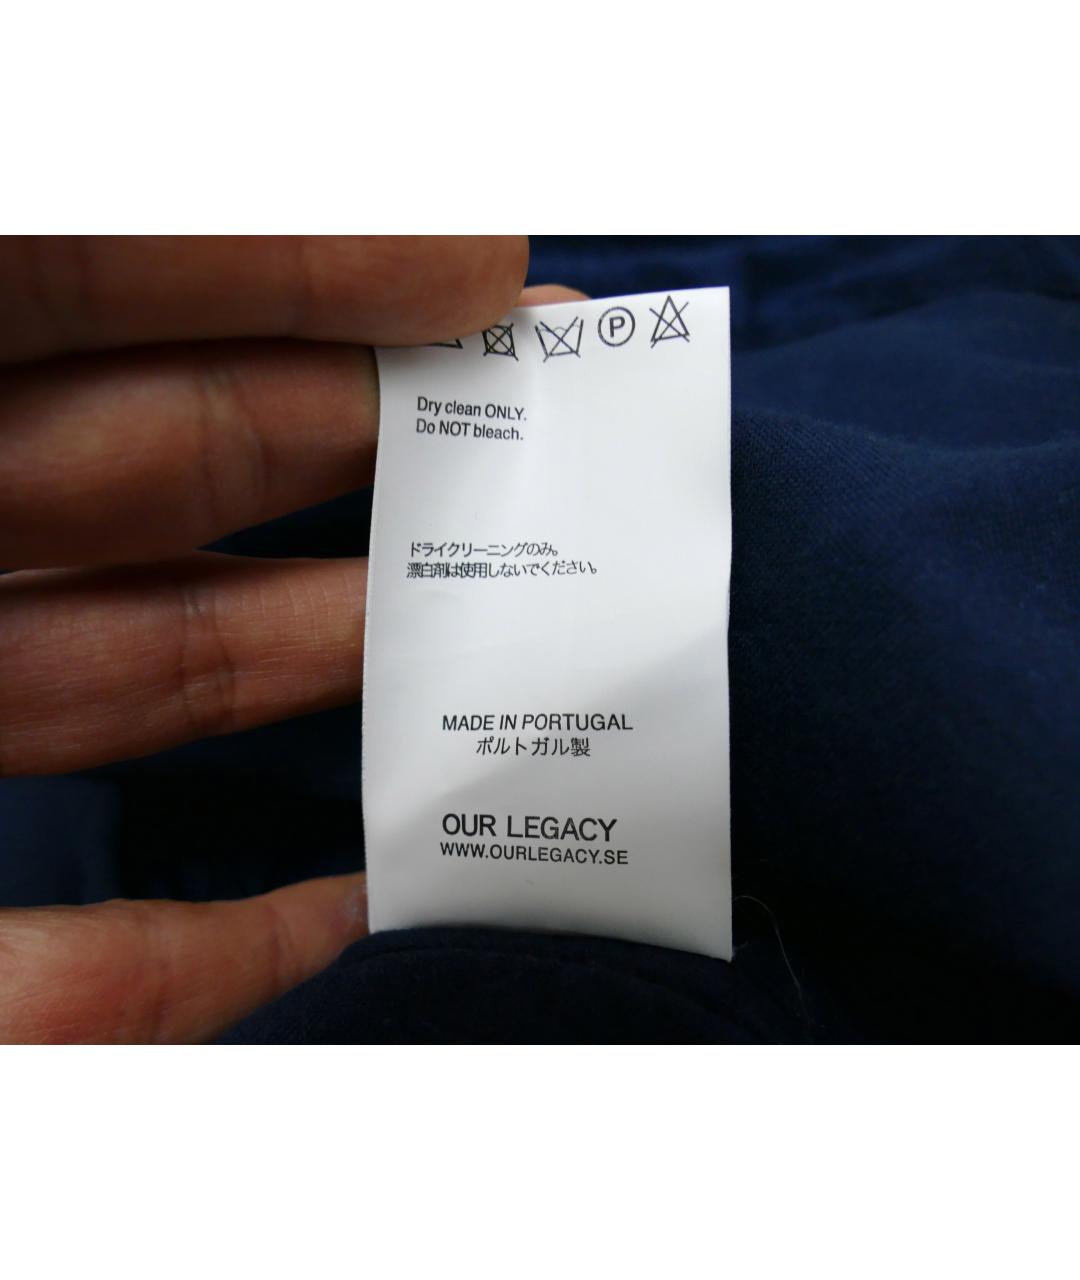 P
Dry clean ONLY.
Do NOT bleach.
ドライクリーニングのみ。
漂白剤は使用しないでください。
MADE IN PORTUGAL
ポルトガル製
OUR LEGACY
WWW.OURLEGACY.SE